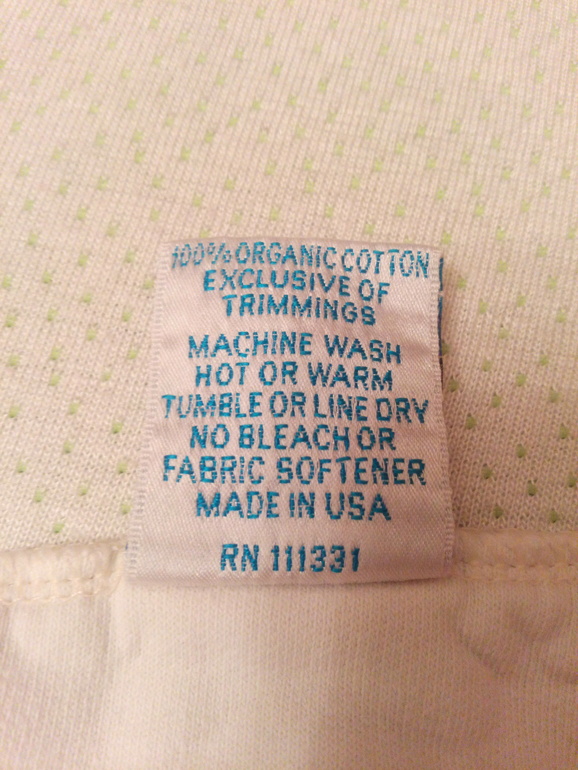 100% ORGANIC COTTON
EXCLUSIVE OF
TRIMMINGS
MACHINE WASH
HOT OR WARM
TUMBLE OR LINE DRY
NO BLEACH OR
FABRIC SOFTENER
MADE IN USA
RN 111331